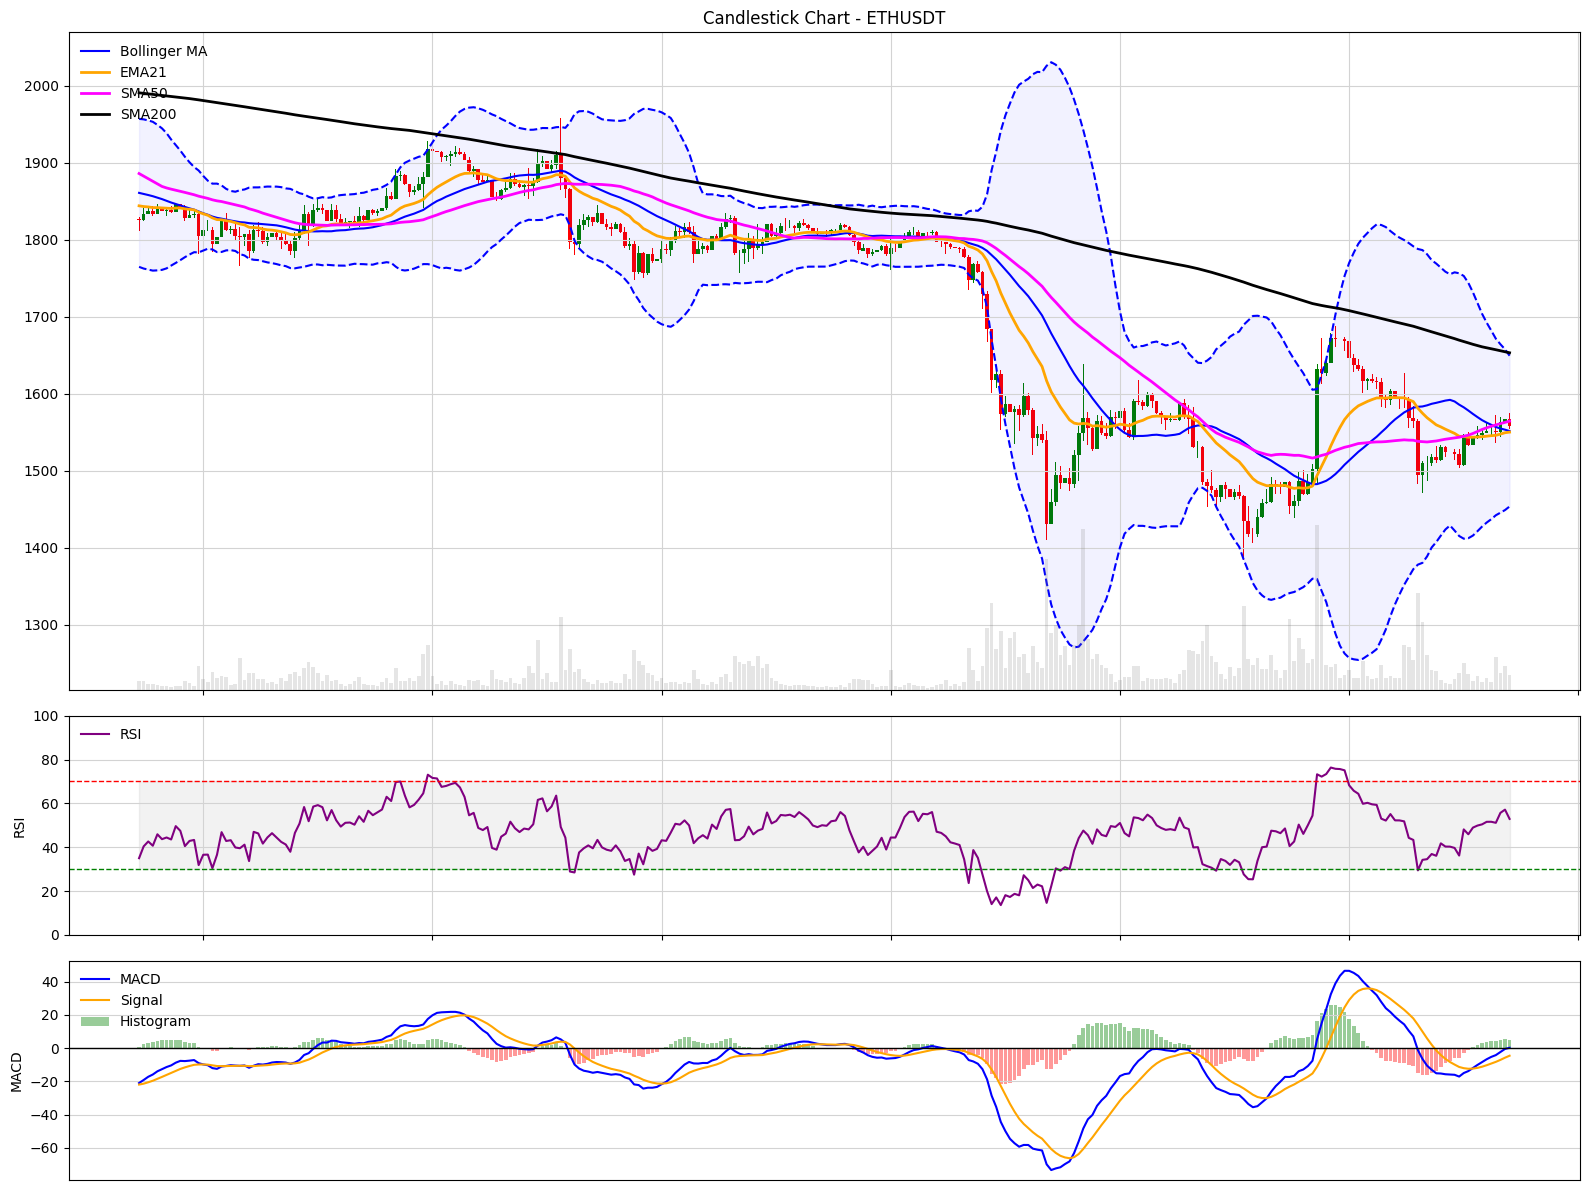 Candlestick Chart - ETHUSDT
Bollinger MA
EMA21
SMA50
SMA200
2000
1900
1800
1700
1600
1500
1400
1300
RSI
100
80
60
40
20
0
RSI
MACD
Signal
Histogram
40
20
0
−20
−40
−60
MACD